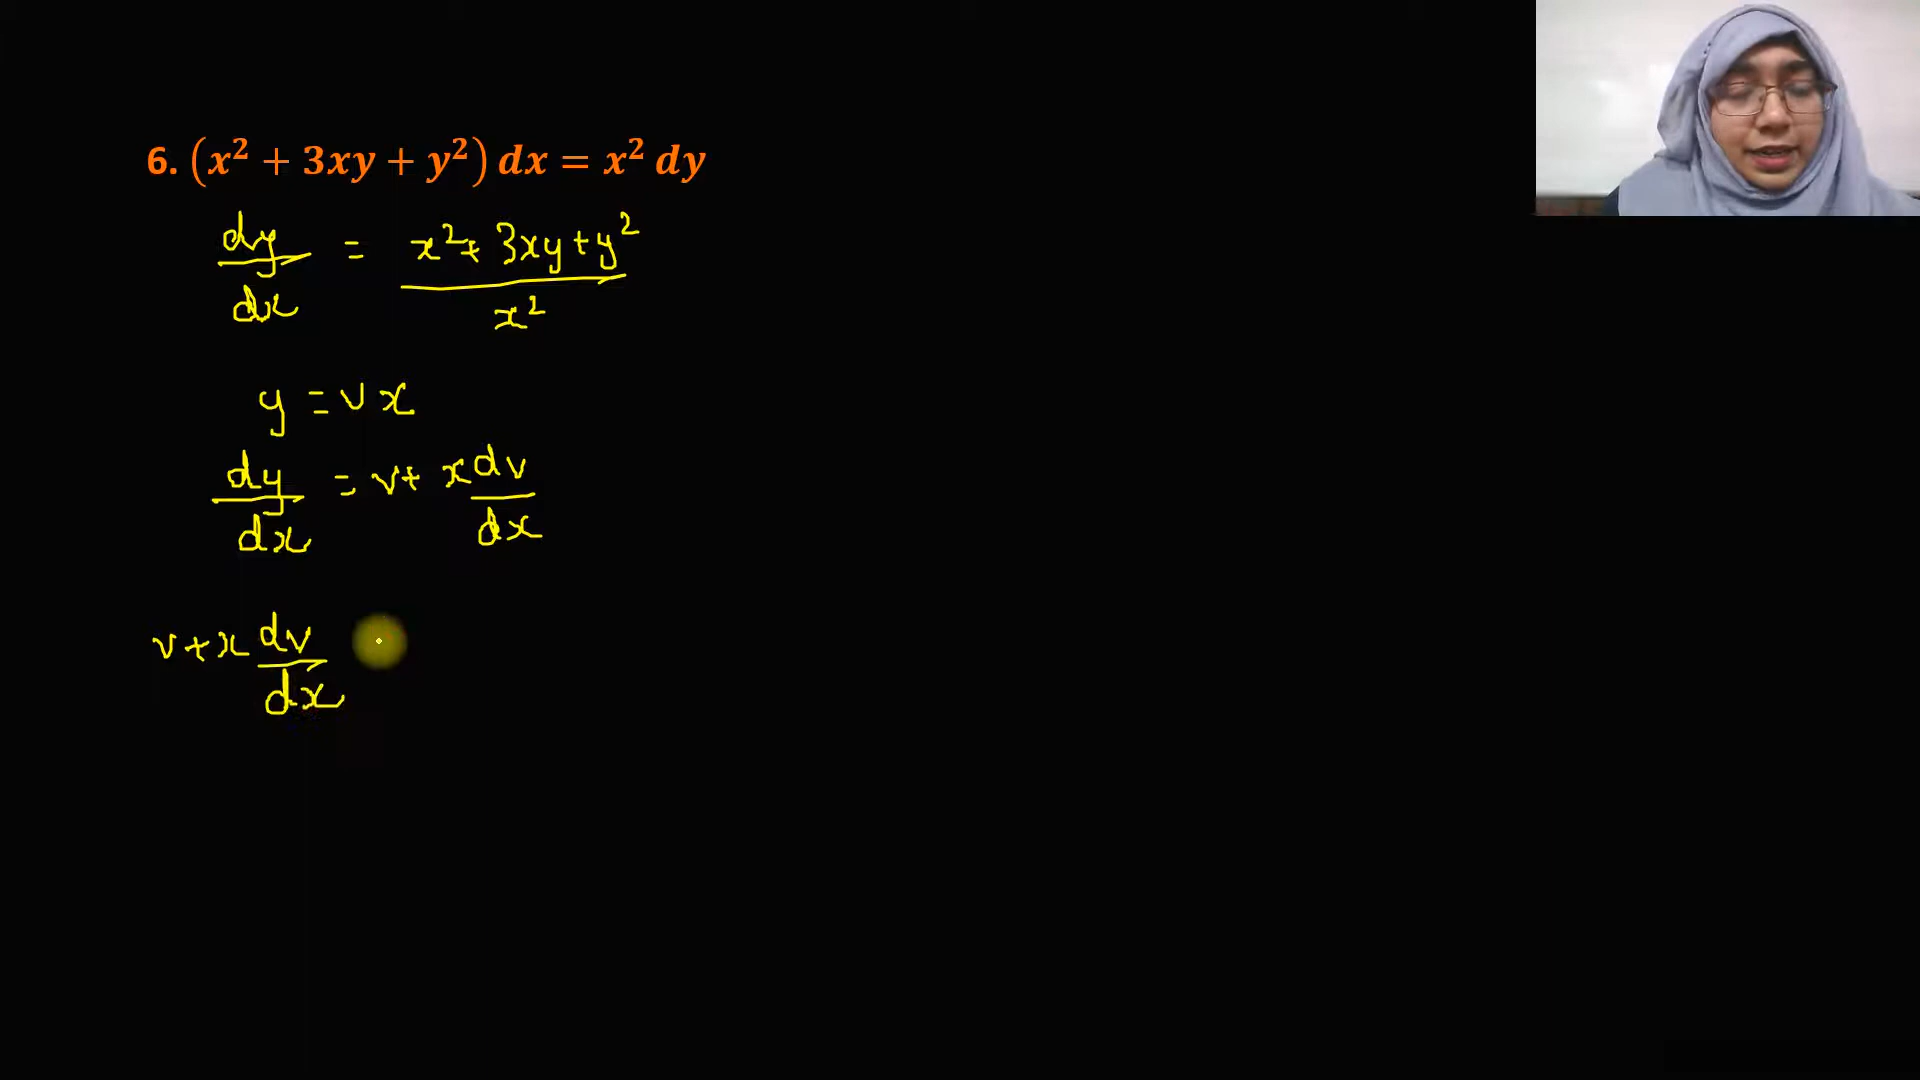 6. (x² + 3xy + y²) dx = x² dy
dy/dx = (x² + 3xy + y²)/x²
y = vx
dy/dx = v + x dv/dx
v + x dv/dx